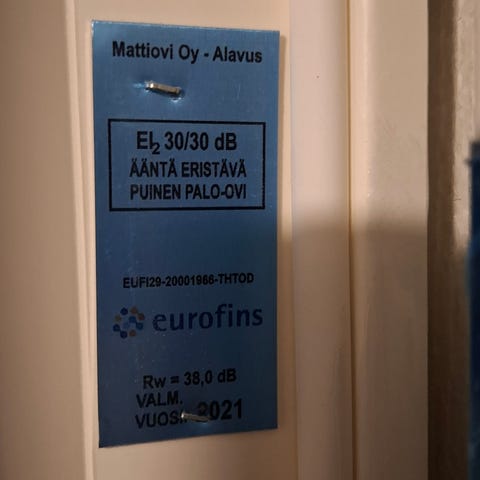 Mattiovi Oy - Alavus
EI2 30/30 dB
ÄÄNTÄ ERISTÄVÄ
PUINEN PALO-OVI
EUFI29-20001966-THTOD
eurofins
Rw = 38,0 dB
VALM.
VUOSI: 2021